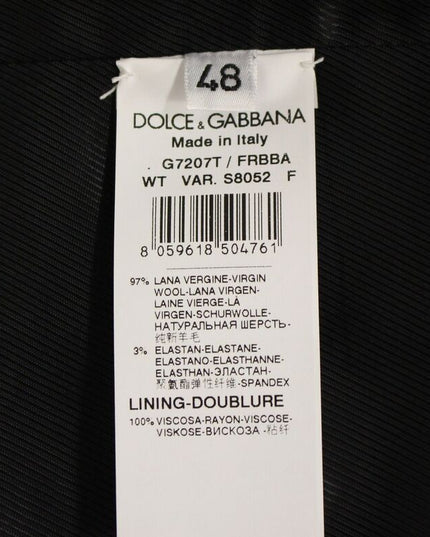 48
DOLCE & GABBANA
Made in Italy
. G7207T / FRBBA
WT VAR. S8052 F
8 059618 504761
97% LANA VERGINE-VIRGIN
WOOL-LANA VIRGEN-
LAINE VIERGE-LÀ
VIRGEN-SCHURWOLLE-
НАТУРАЛЬНАЯ ШЕРСТЬ-
纯新羊毛
3% ELASTAN-ELASTANE-
ELASTANO-ELASTHANNE-
ELASTHAN-ЭЛАСТАН-
聚氨酯弹性纤维-SPANDEX
LINING-DOUBLURE
100% VISCOSA-RAYON-VISCOSE-
VISKOSE-ВИСКОЗА -粘纤